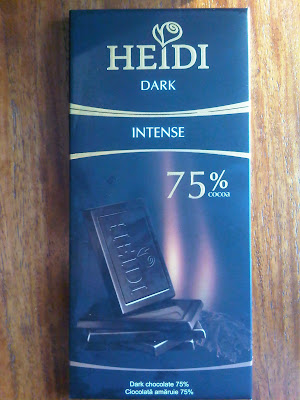 HEIDI
DARK
INTENSE
75%
cocoa
HEIDI
Dark chocolate 75%
Ciocolată amăruie 75%